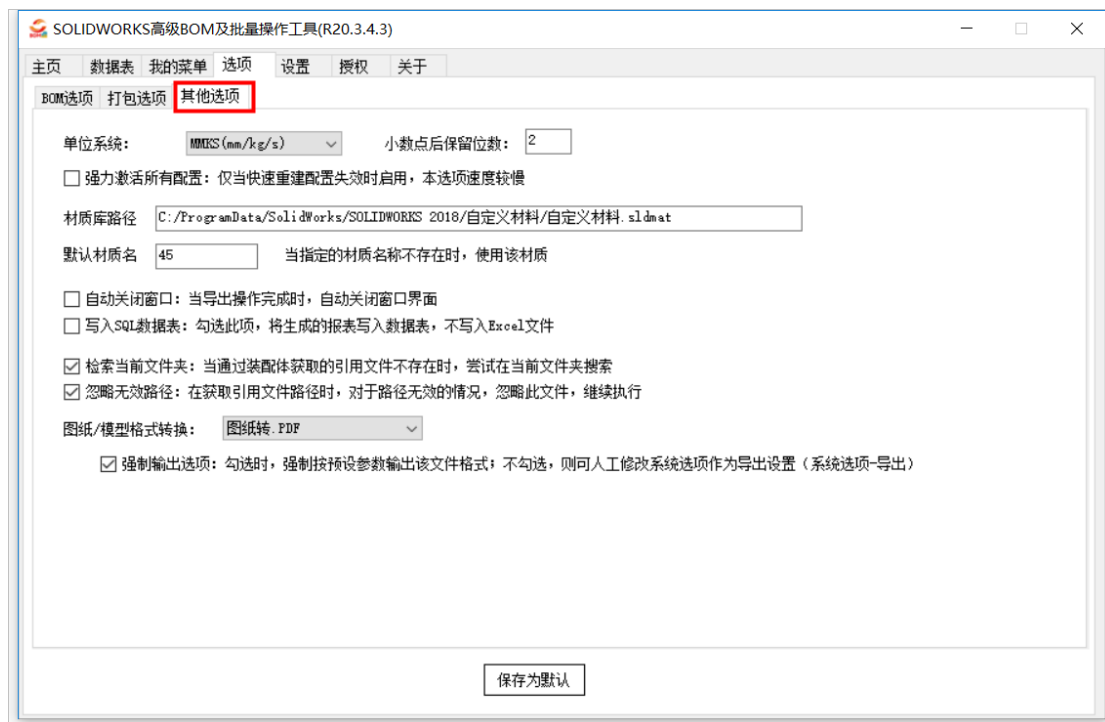 SOLIDWORKS高级BOM及批量操作工具(R20.3.4.3)
主页 数据表 我的菜单 选项 设置 授权 关于
BOM选项 打包选项 其他选项
单位系统: MMKS(mm/kg/s) 小数点后保留位数: 2
强力激活所有配置: 仅当快速重建配置失效时启用, 本选项速度较慢
材质库路径 C:/ProgramData/SolidWorks/SOLIDWORKS 2018/自定义材料/自定义材料.sldmat
默认材质名 45 当指定的材质名称不存在时, 使用该材质
自动关闭窗口: 当导出操作完成时, 自动关闭窗口界面
写入SQL数据表: 勾选此项, 将生成的报表写入数据表, 不写入Excel文件
检索当前文件夹: 当通过装配体获取的引用文件不存在时, 尝试在当前文件夹搜索
忽略无效路径: 在获取引用文件路径时, 对于路径无效的情况, 忽略此文件, 继续执行
图纸/模型格式转换: 图纸转.PDF
强制输出选项: 勾选时, 强制按预设参数输出该文件格式; 不勾选, 则可人工修改系统选项作为导出设置 (系统选项-导出)
保存为默认